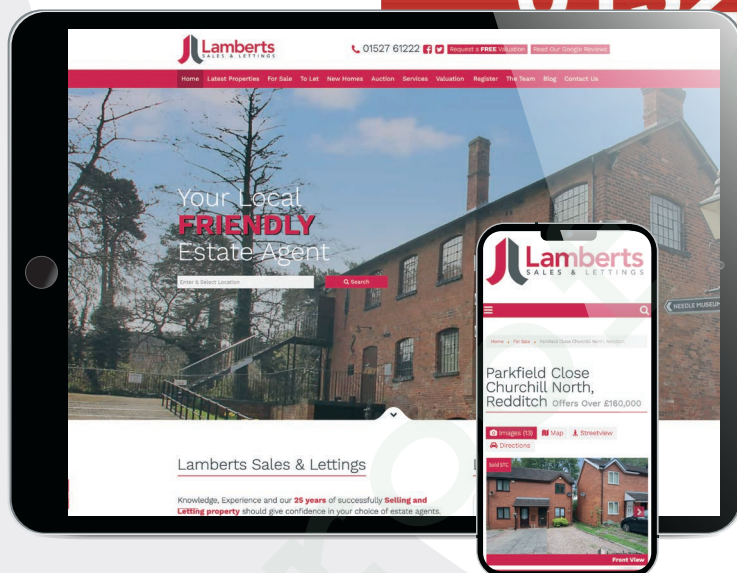 Lamberts
SALES & LETTINGS
01527 61222 Request a FREE Valuation Read Our Google Reviews
Home Latest Properties For Sale To Let New Homes Auction Services Valuation Register The Team Blog Contact Us
Your Local
FRIENDLY
Estate Agent
Enter & Select Location Search
NEEDLE MUSEUM
Lamberts Sales & Lettings
Knowledge, Experience and our 25 years of successfully Selling and
Letting property should give confidence in your choice of estate agents.
Lamberts
SALES & LETTINGS
Home For Sale Parkfield Close Churchill North, Redditch
Parkfield Close
Churchill North,
Redditch Offers Over £160,000
Images (13) Map Streetview
Directions
Sold STC
Front View